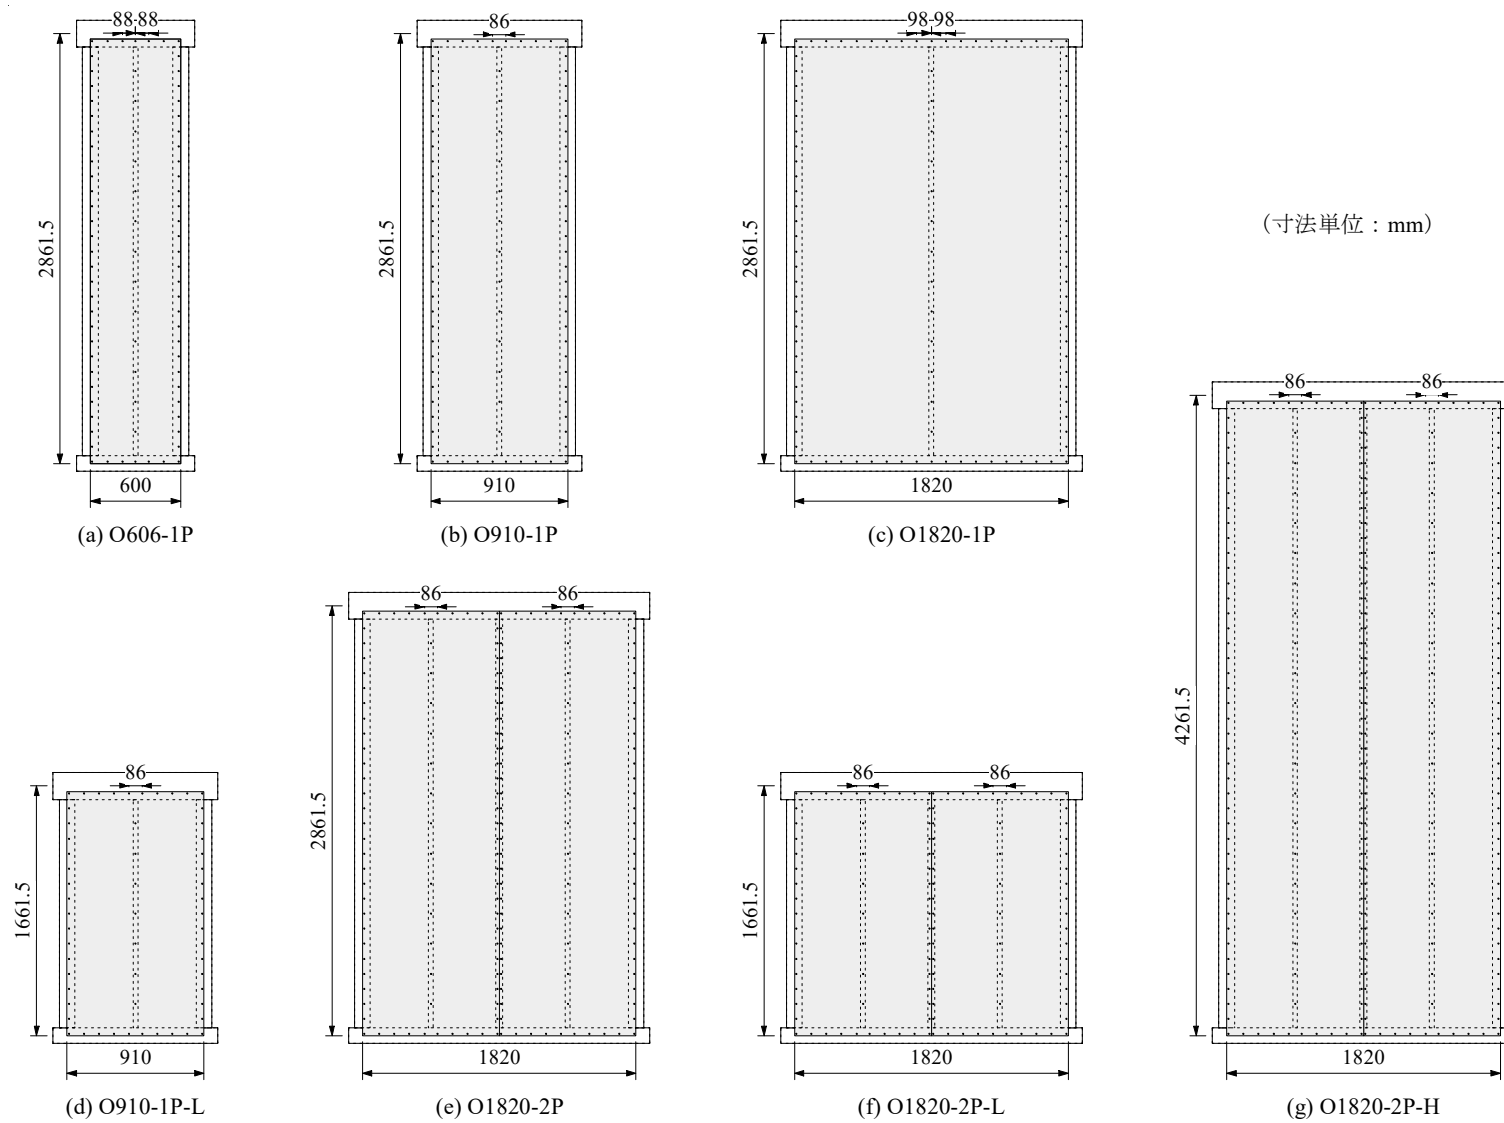 88 88
2861.5
600
(a) O606-1P
86
2861.5
910
(b) O910-1P
98 98
2861.5
1820
(c) O1820-1P
（寸法単位：mm）
86
1661.5
910
(d) O910-1P-L
86 86
2861.5
1820
(e) O1820-2P
86 86
1661.5
1820
(f) O1820-2P-L
86 86
4261.5
1820
(g) O1820-2P-H